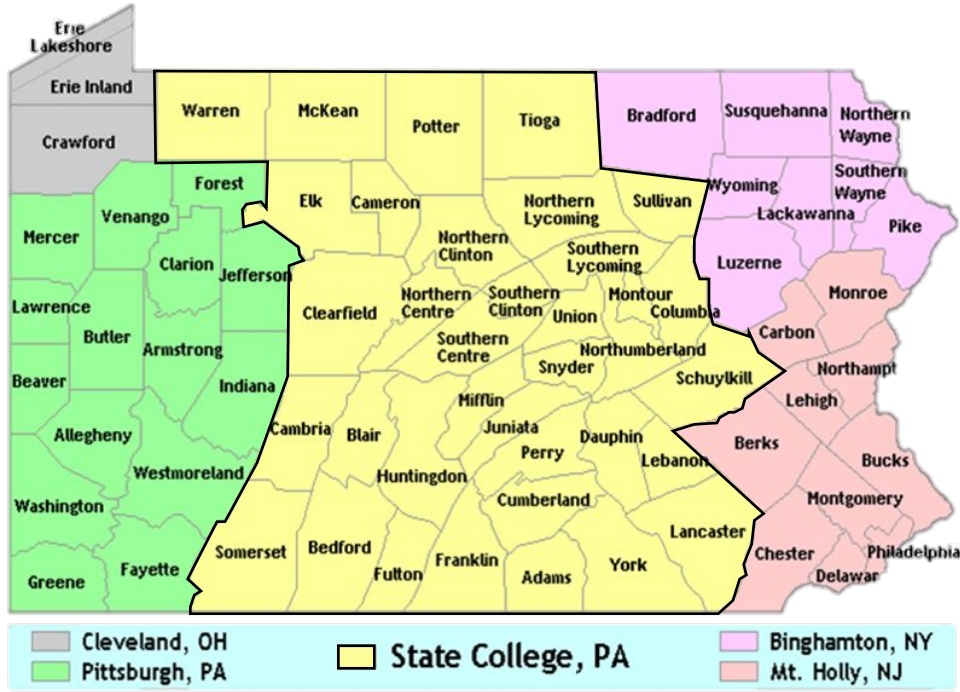 Erie
Lakeshore
Erie Inland
Crawford
Warren
McKean
Potter
Tioga
Bradford
Susquehanna
Northern
Wayne
Forest
Elk
Cameron
Northern
Lycoming
Sullivan
Wyoming
Southern
Wayne
Lackawanna
Pike
Mercer
Venango
Clarion
Jefferson
Northern
Clinton
Southern
Lycoming
Luzerne
Monroe
Lawrence
Butler
Armstrong
Clearfield
Northern
Centre
Southern
Clinton
Union
Montour
Columbia
Carbon
Beaver
Indiana
Southern
Centre
Snyder
Northumberland
Schuylkill
Northampt
Lehigh
Allegheny
Westmoreland
Cambria
Blair
Mifflin
Juniata
Perry
Dauphin
Lebanon
Berks
Bucks
Washington
Huntingdon
Cumberland
Lancaster
Montgomery
Greene
Fayette
Somerset
Bedford
Fulton
Franklin
Adams
York
Chester
Delawar
Philadelphia
Cleveland, OH
Pittsburgh, PA
State College, PA
Binghamton, NY
Mt. Holly, NJ